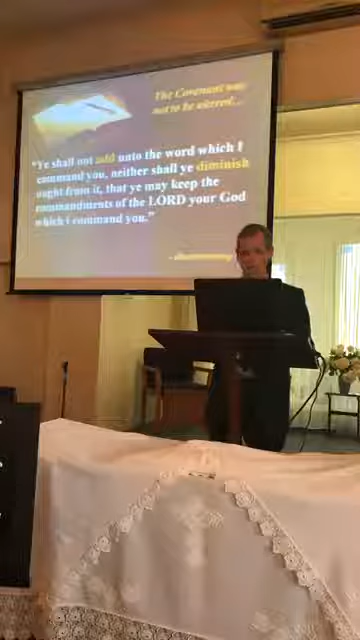 The Covenant was
not to be altered...
"Ye shall not add unto the word which I
command you, neither shall ye diminish
ought from it, that ye may keep the
commandments of the LORD your God
which I command you."